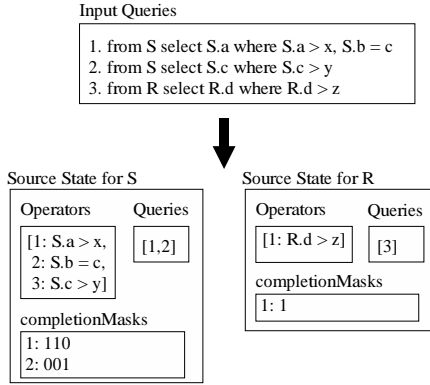 Input Queries
1. from S select S.a where S.a > x, S.b = c
2. from S select S.c where S.c > y
3. from R select R.d where R.d > z
Source State for S
Operators
Queries
[1: S.a > x,
2: S.b = c,
3: S.c > y]
[1,2]
completionMasks
1: 110
2: 001
Source State for R
Operators
Queries
[1: R.d > z]
[3]
completionMasks
1: 1